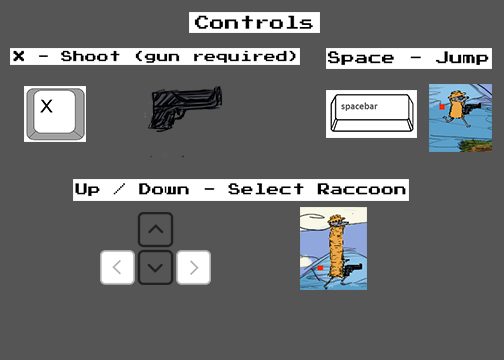 Controls
X - Shoot (gun required)
Space - Jump
X
spacebar
Up / Down - Select Raccoon